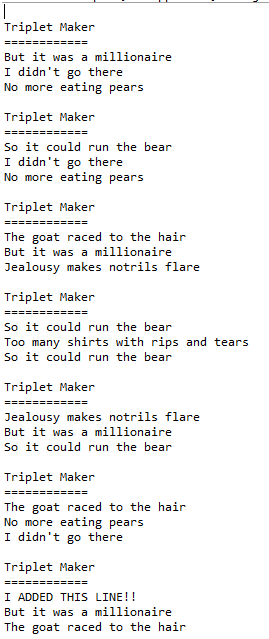 Triplet Maker
============
But it was a millionaire
I didn't go there
No more eating pears
Triplet Maker
============
So it could run the bear
I didn't go there
No more eating pears
Triplet Maker
============
The goat raced to the hair
But it was a millionaire
Jealousy makes notrils flare
Triplet Maker
============
So it could run the bear
Too many shirts with rips and tears
So it could run the bear
Triplet Maker
============
Jealousy makes notrils flare
But it was a millionaire
So it could run the bear
Triplet Maker
============
The goat raced to the hair
No more eating pears
I didn't go there
Triplet Maker
============
I ADDED THIS LINE!!
But it was a millionaire
The goat raced to the hair